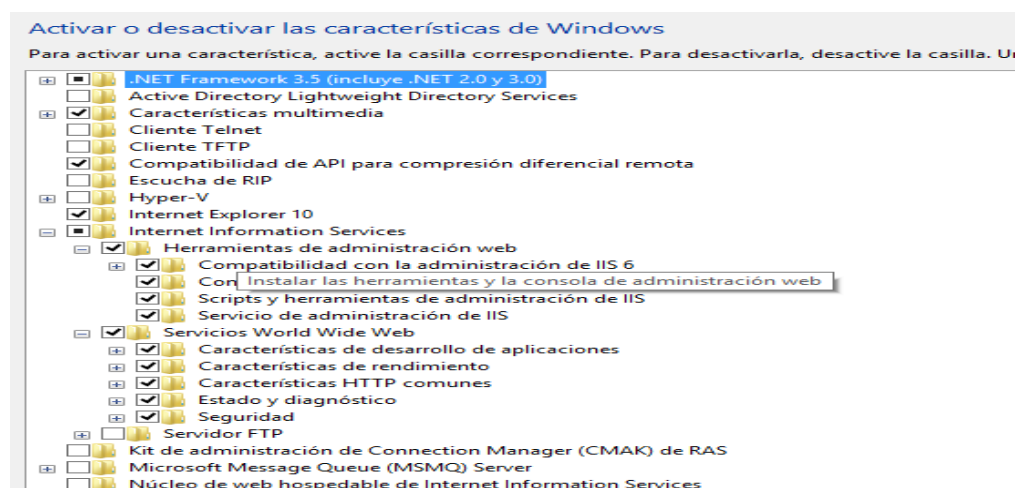 Activar o desactivar las características de Windows
Para activar una característica, active la casilla correspondiente. Para desactivarla, desactive la casilla. Un
.NET Framework 3.5 (incluye .NET 2.0 y 3.0)
Active Directory Lightweight Directory Services
Características multimedia
Cliente Telnet
Cliente TFTP
Compatibilidad de API para compresión diferencial remota
Escucha de RIP
Hyper-V
Internet Explorer 10
Internet Information Services
Herramientas de administración web
Compatibilidad con la administración de IIS 6
Con Instalar las herramientas y la consola de administración web
Scripts y herramientas de administración de IIS
Servicio de administración de IIS
Servicios World Wide Web
Características de desarrollo de aplicaciones
Características de rendimiento
Características HTTP comunes
Estado y diagnóstico
Seguridad
Servidor FTP
Kit de administración de Connection Manager (CMAK) de RAS
Microsoft Message Queue (MSMQ) Server
Núcleo de web hospedable de Internet Information Services